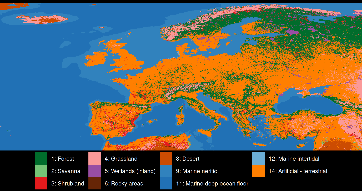 1: Forest
2: Savanna
3: Shrubland
4: Grassland
5: Wetlands (inland)
6: Rocky areas
8: Desert
9: Marine neritic
11: Marine deep ocean floor
12: Marine intertidal
14: Artificial - terrestrial